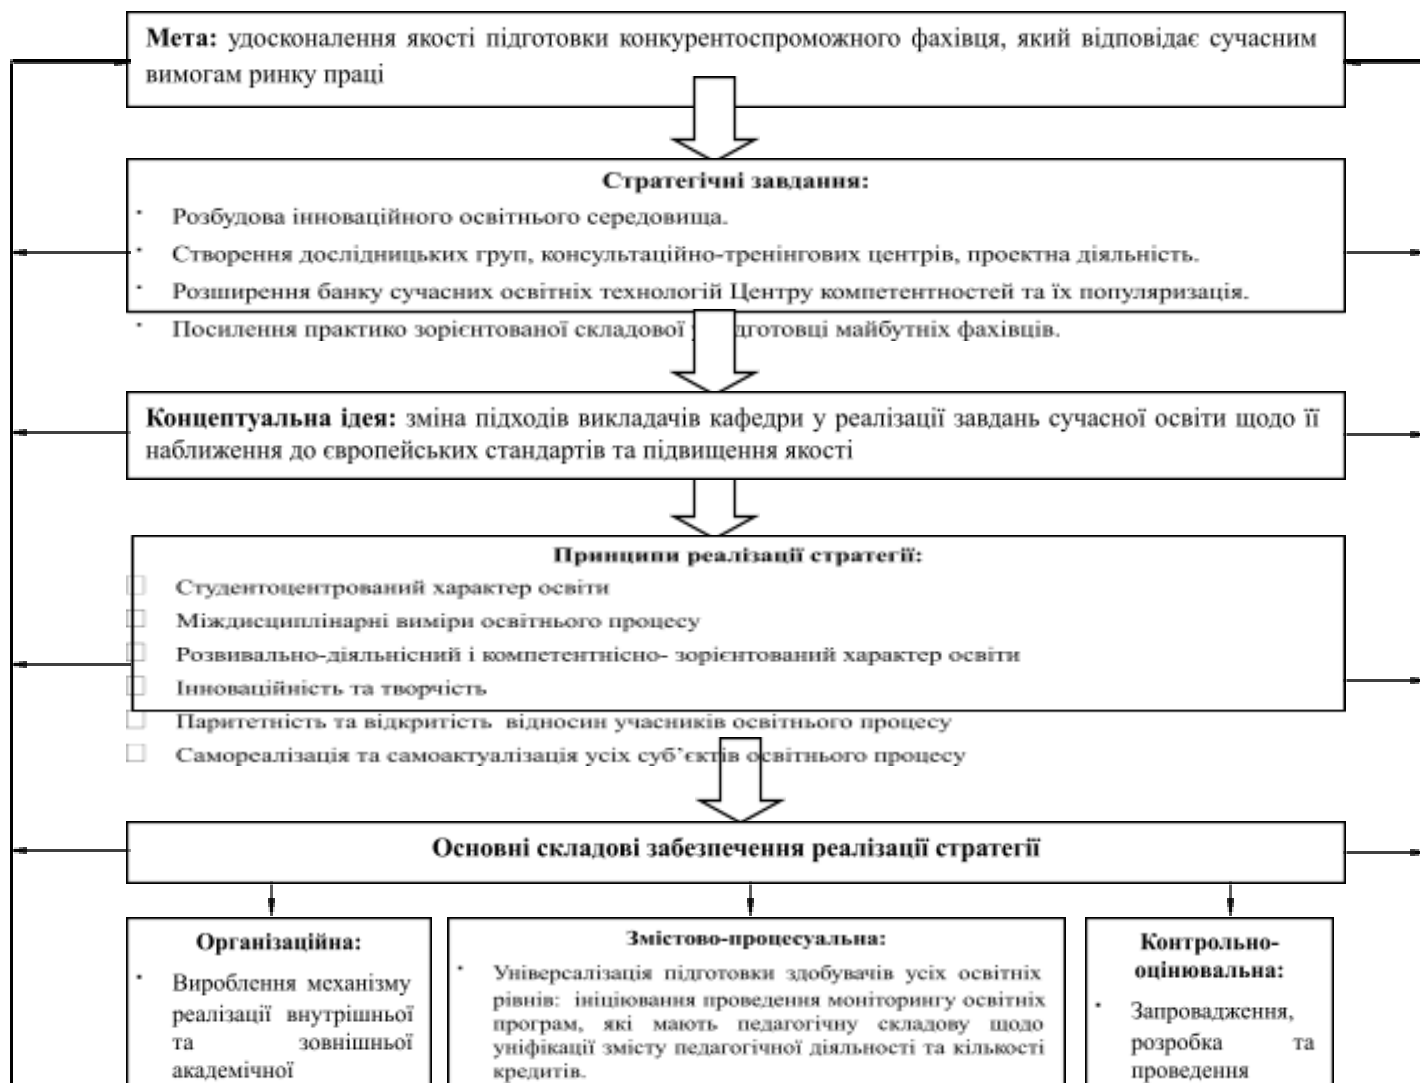 Мета: удосконалення якості підготовки конкурентоспроможного фахівця, який відповідає сучасним
вимогам ринку праці
Стратегічні завдання:
· Розбудова інноваційного освітнього середовища.
· Створення дослідницьких груп, консультаційно-тренінгових центрів, проектна діяльність.
· Розширення банку сучасних освітніх технологій Центру компетентностей та їх популяризація.
· Посилення практико зорієнтованої складової у дготовці майбутніх фахівців.
Концептуальна ідея: зміна підходів викладачів кафедри у реалізації завдань сучасної освіти щодо її
наближення до європейських стандартів та підвищення якості
Принципи реалізації стратегії:
Студентоцентрований характер освіти
Міждисциплінарні виміри освітнього процесу
Розвивально-діяльнісний і компетентнісно- зорієнтований характер освіти
Інноваційність та творчість
Паритетність та відкритість відносин учасників освітнього процесу
Самореалізація та самоактуалізація усіх суб’єктів освітнього процесу
Основні складові забезпечення реалізації стратегії
Організаційна:
· Вироблення механізму
реалізації внутрішньої
та зовнішньої
академічної
Змістово-процесуальна:
· Універсалізація підготовки здобувачів усіх освітніх
рівнів: ініціювання проведення моніторингу освітніх
програм, які мають педагогічну складову щодо
уніфікації змісту педагогічної діяльності та кількості
кредитів.
Контрольно-
оцінювальна:
· Запровадження,
розробка та
проведення